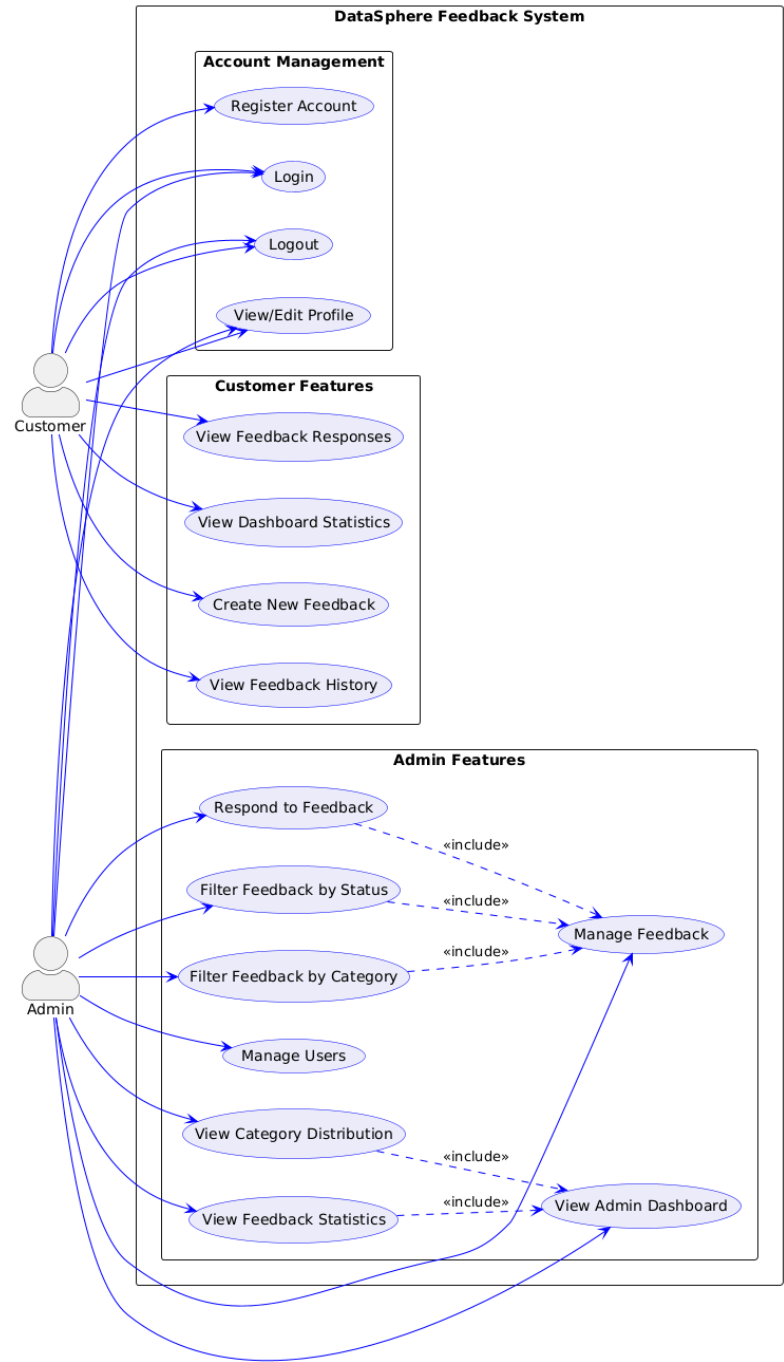 DataSphere Feedback System
Account Management
Register Account
Login
Logout
View/Edit Profile
Customer
Customer Features
View Feedback Responses
View Dashboard Statistics
Create New Feedback
View Feedback History
Admin Features
Respond to Feedback
«include»
Filter Feedback by Status
«include»
Manage Feedback
«include»
Filter Feedback by Category
Admin
Manage Users
View Category Distribution
«include»
«include»
View Admin Dashboard
View Feedback Statistics